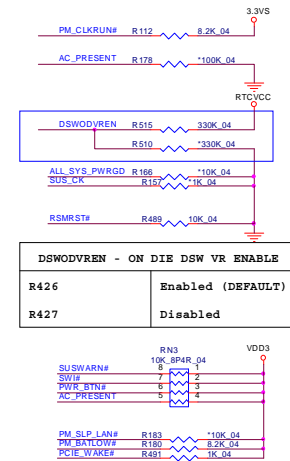 3.3VS
PM_CLKRUN# R112 8.2K_04
AC_PRESENT R178 *100K_04
RTCVCC
DSWODVREN R515 330K_04
R510 *330K_04
ALL_SYS_PWRGD R166 *10K_04
SUS_CK R157 *1K_04
RSMRST# R489 10K_04
DSWODVREN - ON DIE DSW VR ENABLE
R426 Enabled (DEFAULT)
R427 Disabled
RN3 VDD3
10K_8P4R_04
SUSWARN# 8 1
SWI# 7 2
PWR_BTN# 6 3
AC_PRESENT 5 4
PM_SLP_LAN# R183 *10K_04
PM_BATLOW# R180 8.2K_04
PCIE_WAKE# R491 1K_04